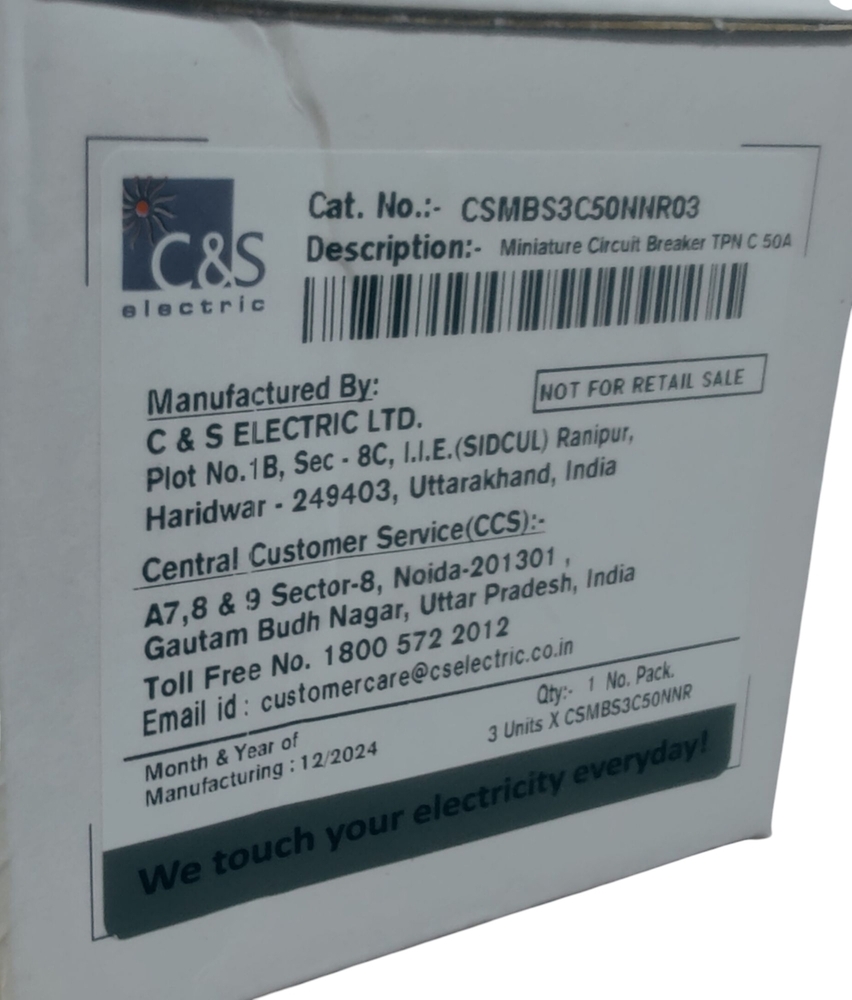 C&S
electric
Cat. No.:- CSMBS3C50NNR03
Description:- Miniature Circuit Breaker TPN C 50A
Manufactured By:
NOT FOR RETAIL SALE
C & S ELECTRIC LTD.
Plot No.1B, Sec - 8C, I.I.E.(SIDCUL) Ranipur,
Haridwar - 249403, Uttarakhand, India
Central Customer Service(CCS):-
A7,8 & 9 Sector-8, Noida-201301 ,
Gautam Budh Nagar, Uttar Pradesh, India
Toll Free No. 1800 572 2012
Email id : customercare@cselectric.co.in
Month & Year of
Manufacturing : 12/2024
Qty:- 1 No. Pack.
3 Units X CSMBS3C50NNR
We touch your electricity everyday!